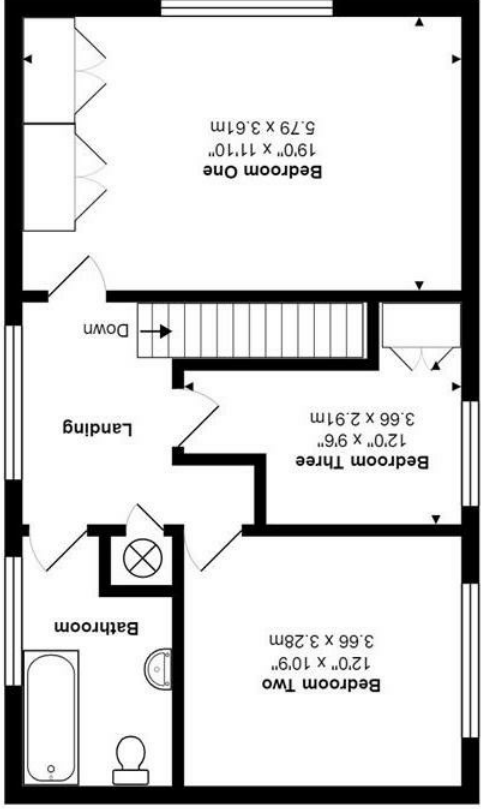 Bedroom Two
12'0" x 10'9"
3.66 x 3.28m
Bathroom
Bedroom Three
12'0" x 9'6"
3.66 x 2.91m
Landing
Down
Bedroom One
19'0" x 11'10"
5.79 x 3.61m